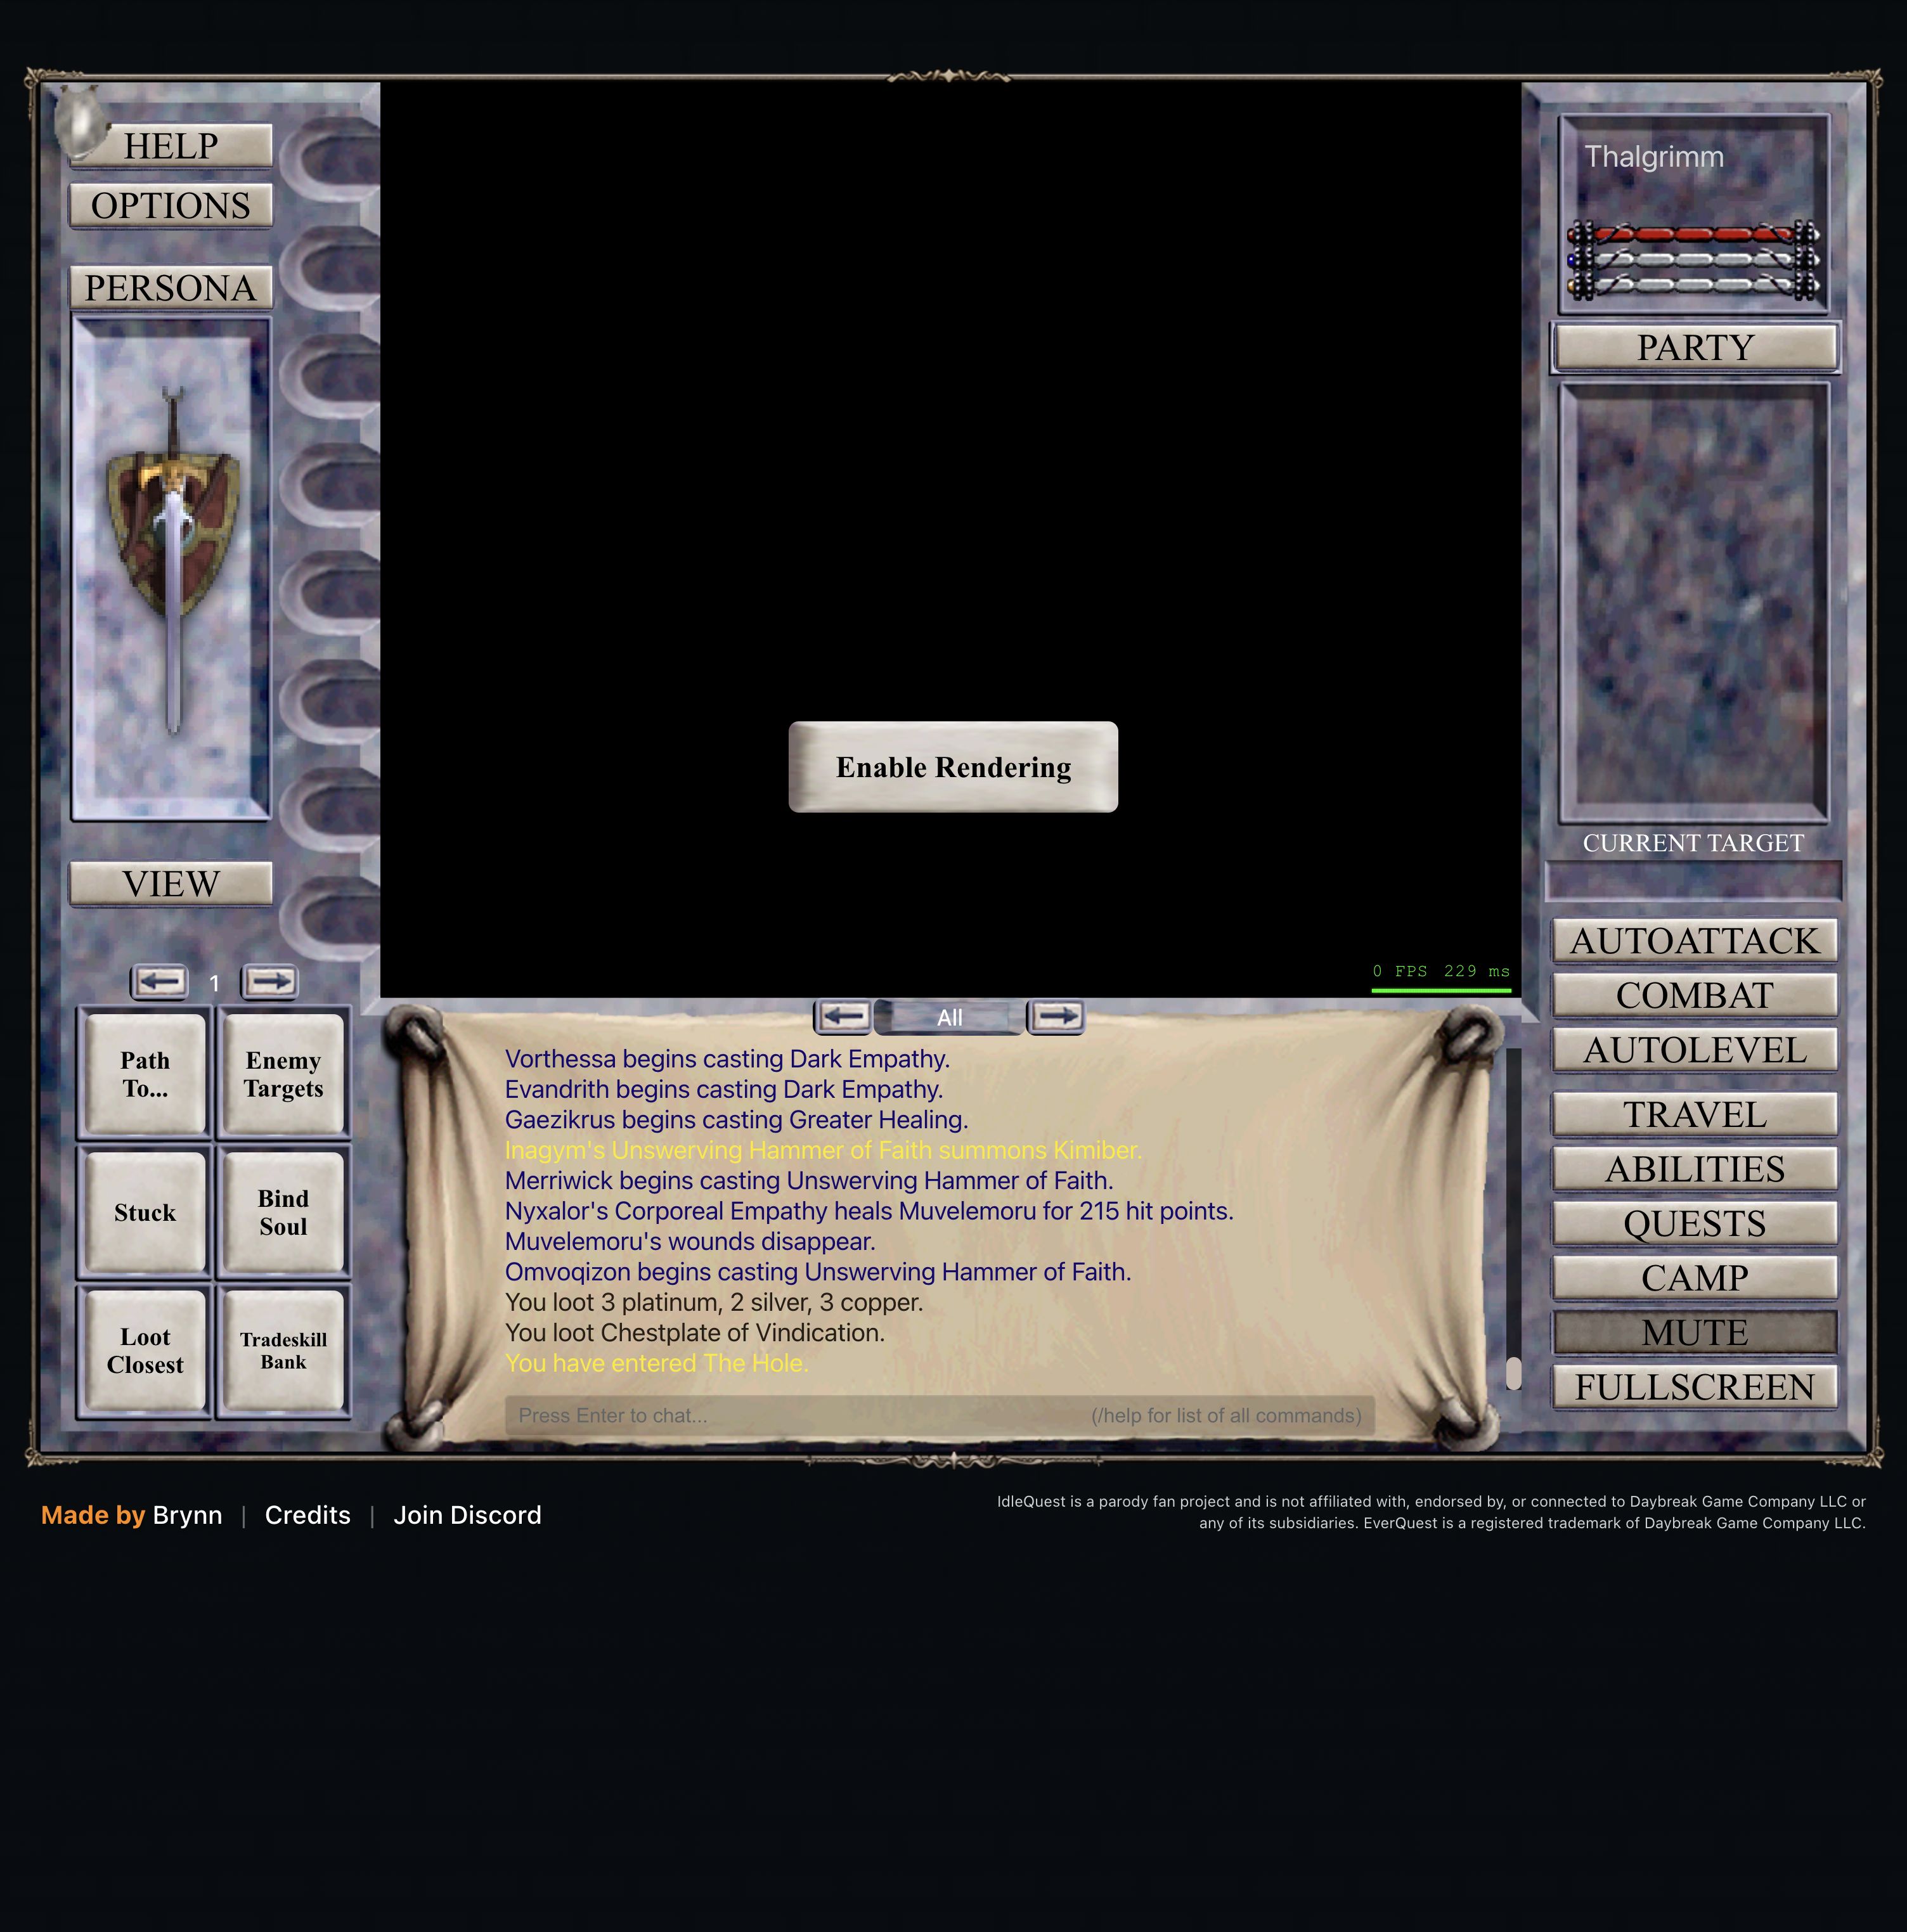 HELP
OPTIONS
PERSONA
VIEW
1
Path
To...
Enemy
Targets
Stuck
Bind
Soul
Loot
Closest
Tradeskill
Bank
Enable Rendering
0 FPS 229 ms
All
Vorthessa begins casting Dark Empathy.
Evandrith begins casting Dark Empathy.
Gaezikrus begins casting Greater Healing.
Inagym's Unswerving Hammer of Faith summons Kimiber.
Merriwick begins casting Unswerving Hammer of Faith.
Nyxalor's Corporeal Empathy heals Muvelemoru for 215 hit points.
Muvelemoru's wounds disappear.
Omvoqizon begins casting Unswerving Hammer of Faith.
You loot 3 platinum, 2 silver, 3 copper.
You loot Chestplate of Vindication.
You have entered The Hole.
Press Enter to chat... (/help for list of all commands)
Thalgrimm
PARTY
CURRENT TARGET
AUTOATTACK
COMBAT
AUTOLEVEL
TRAVEL
ABILITIES
QUESTS
CAMP
MUTE
FULLSCREEN
Made by Brynn | Credits | Join Discord
IdleQuest is a parody fan project and is not affiliated with, endorsed by, or connected to Daybreak Game Company LLC or
any of its subsidiaries. EverQuest is a registered trademark of Daybreak Game Company LLC.